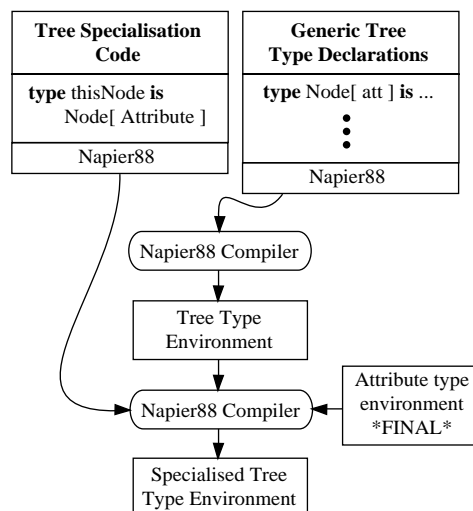 Tree Specialisation
Code
type thisNode is
Node[ Attribute ]
Napier88
Generic Tree
Type Declarations
type Node[ att ] is ...
Napier88
Napier88 Compiler
Tree Type
Environment
Napier88 Compiler
Attribute type
environment
*FINAL*
Specialised Tree
Type Environment